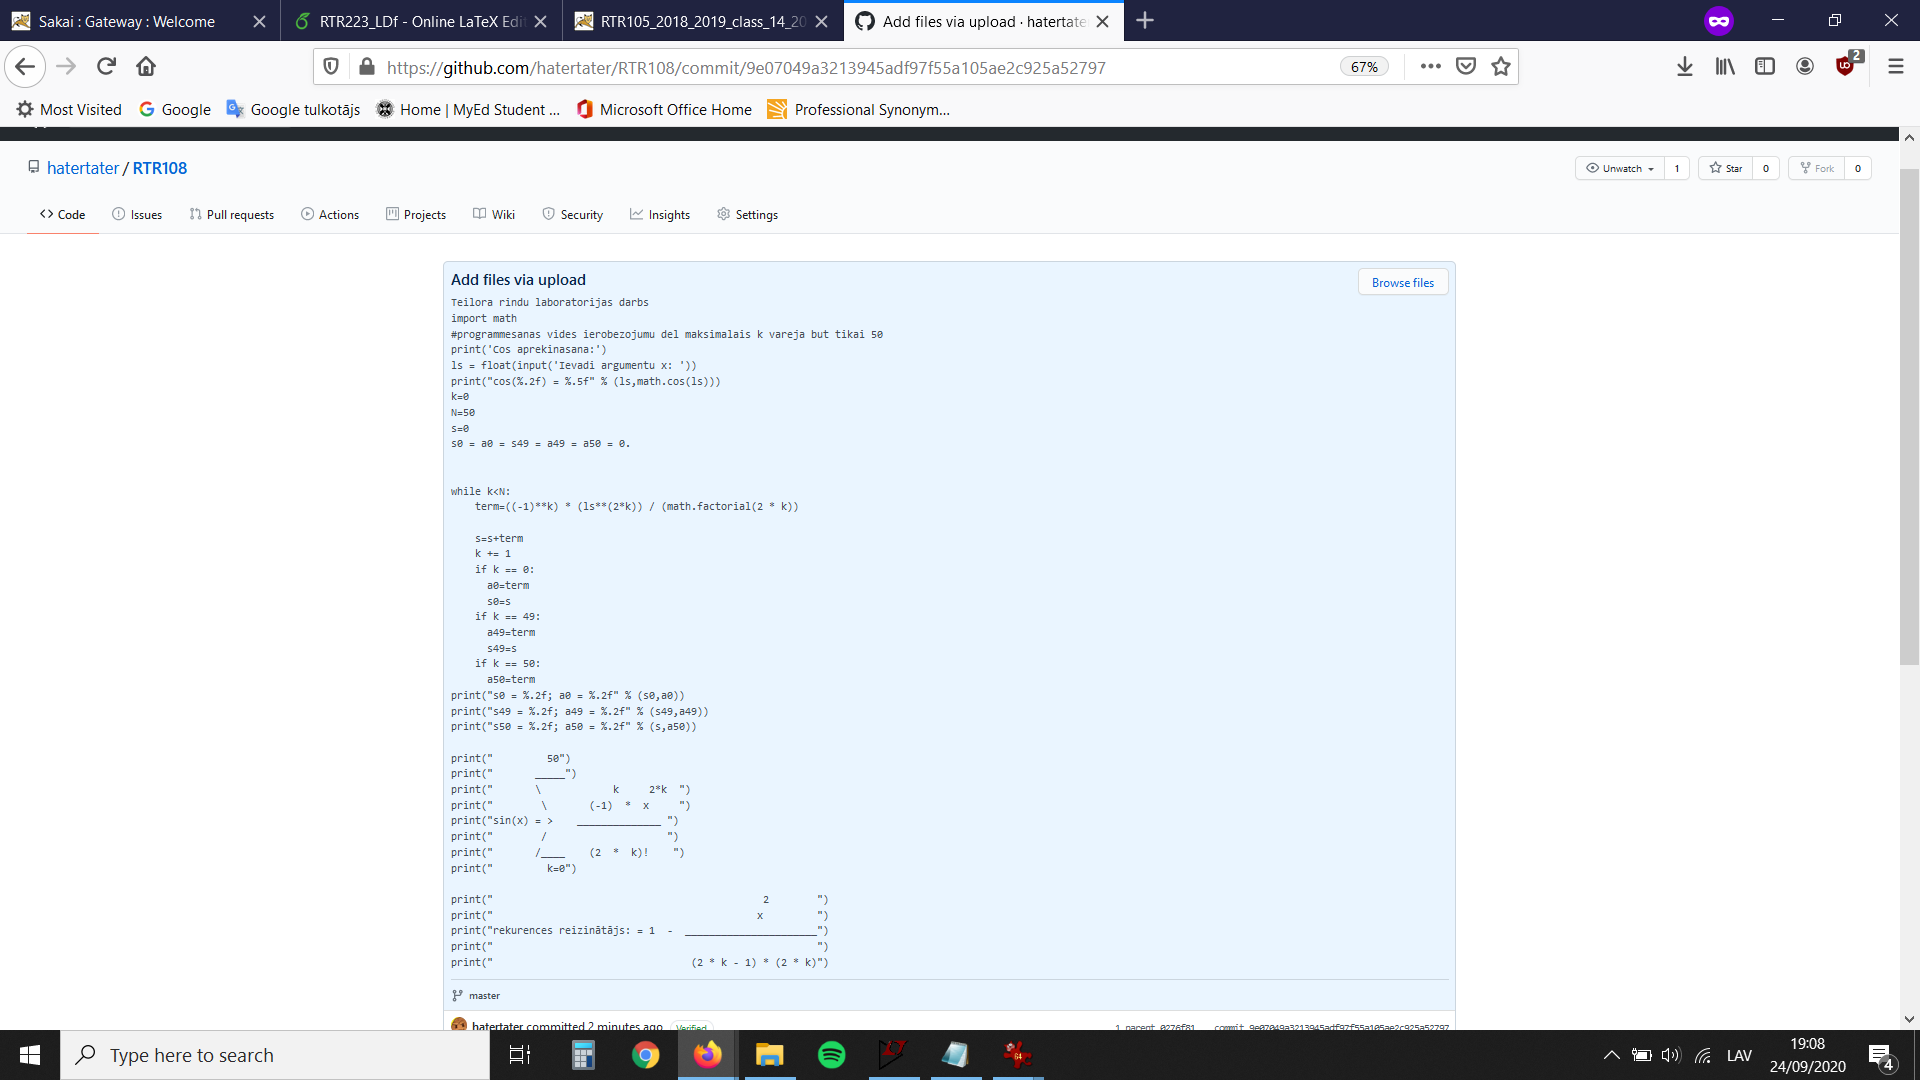 Sakai : Gateway : Welcome
RTR223_LDf - Online LaTeX Edi
RTR105_2018_2019_class_14_20
Add files via upload · hatertate
https://github.com/hatertater/RTR108/commit/9e07049a3213945adf97f55a105ae2c925a52797
67%
2
Most Visited
Google
Google tulkotājs
Home | MyEd Student ...
Microsoft Office Home
Professional Synonym...
hatertater / RTR108
Unwatch 1
Star 0
Fork 0
Code
Issues
Pull requests
Actions
Projects
Wiki
Security
Insights
Settings
Add files via upload
Browse files
Teilora rindu laboratorijas darbs
import math
#programmesanas vides ierobezojumu del maksimalais k vareja but tikai 50
print('Cos aprekinasana:')
ls = float(input('Ievadi argumentu x: '))
print("cos(%.2f) = %.5f" % (ls,math.cos(ls)))
k=0
N=50
s=0
s0 = a0 = s49 = a49 = a50 = 0.
while k<N:
    term=((-1)**k) * (ls**(2*k)) / (math.factorial(2 * k))
    s=s+term
    k += 1
    if k == 0:
      a0=term
      s0=s
    if k == 49:
      a49=term
      s49=s
    if k == 50:
      a50=term
print("s0 = %.2f; a0 = %.2f" % (s0,a0))
print("s49 = %.2f; a49 = %.2f" % (s49,a49))
print("s50 = %.2f; a50 = %.2f" % (s,a50))
print("         50")
print("       _____")
print("       \            k     2*k  ")
print("        \       (-1)  *  x     ")
print("sin(x) = >    ______________ ")
print("        /                    ")
print("       /____    (2  *  k)!    ")
print("         k=0")
print("                                             2        ")
print("                                            x         ")
print("rekurences reizinātājs: = 1  -  ______________________")
print("                                                      ")
print("                                 (2 * k - 1) * (2 * k)")
master
hatertater committed 2 minutes ago
Verified
1 parent 0276f81
commit 9e07049a3213945adf97f55a105ae2c925a52797
Type here to search
64
LAV
19:08
24/09/2020
4